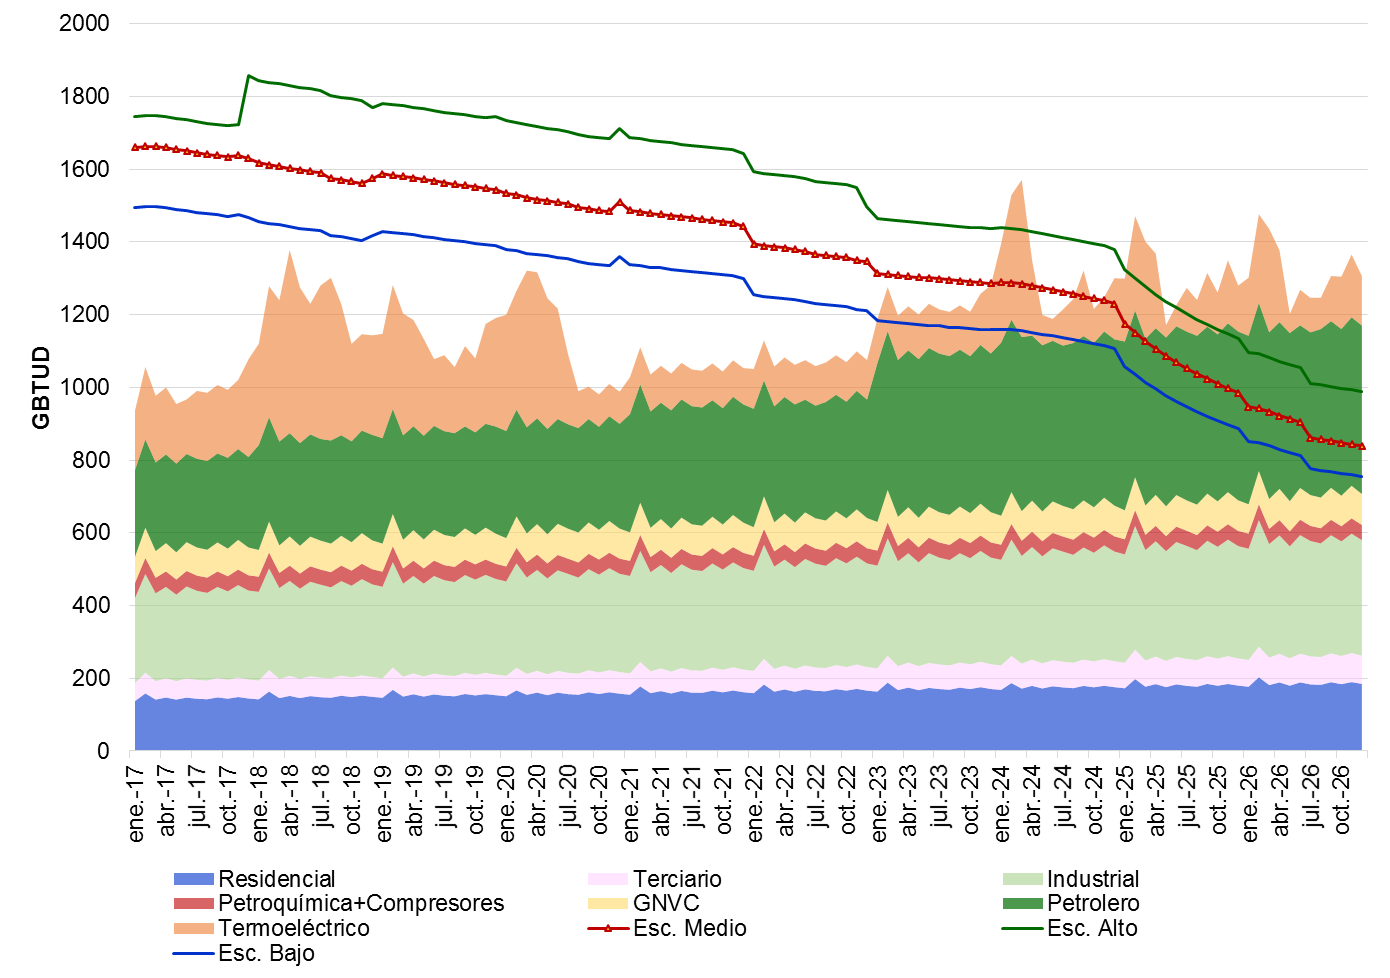 2000
1800
1600
1400
1200
1000
800
600
400
200
0
GBTUD
ene.-17
abr.-17
jul.-17
oct.-17
ene.-18
abr.-18
jul.-18
oct.-18
ene.-19
abr.-19
jul.-19
oct.-19
ene.-20
abr.-20
jul.-20
oct.-20
ene.-21
abr.-21
jul.-21
oct.-21
ene.-22
abr.-22
jul.-22
oct.-22
ene.-23
abr.-23
jul.-23
oct.-23
ene.-24
abr.-24
jul.-24
oct.-24
ene.-25
abr.-25
jul.-25
oct.-25
ene.-26
abr.-26
jul.-26
oct.-26
Residencial Terciario Industrial
Petroquímica+Compresores GNVC Petrolero
Termoeléctrico Esc. Medio Esc. Alto
Esc. Bajo